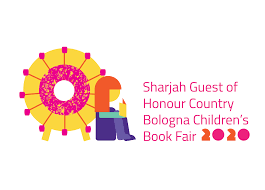 Sharjah Guest of
Honour Country
Bologna Children's
Book Fair 2020